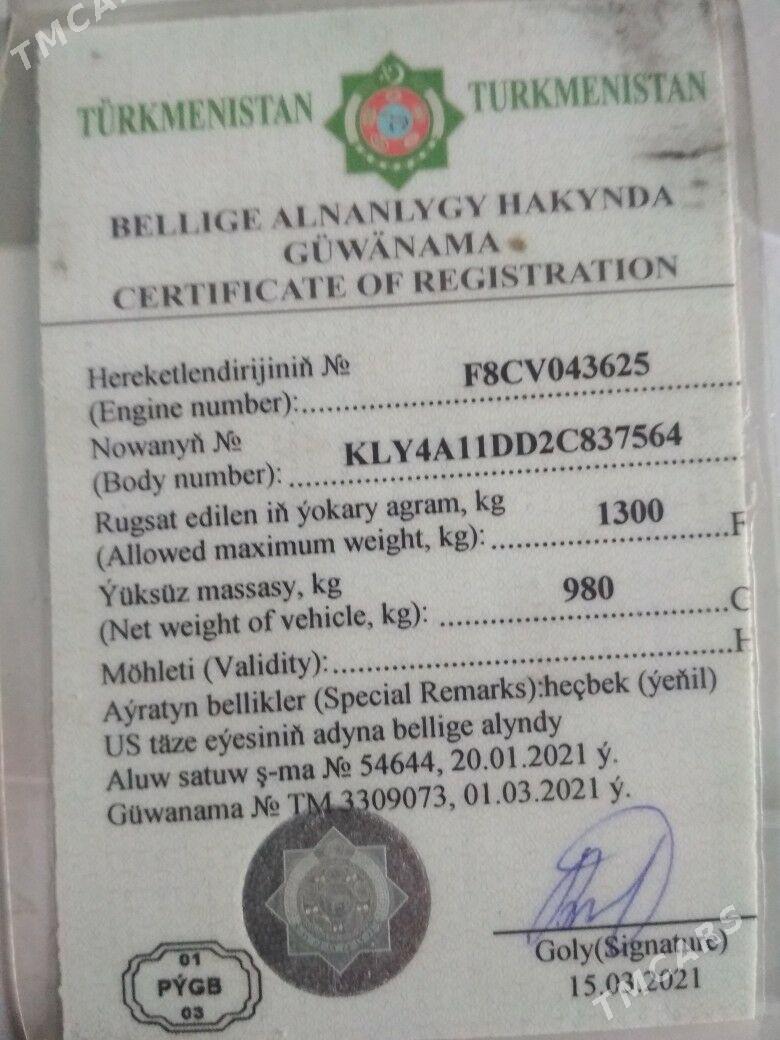 TMCARS
TÜRKMENISTAN TURKMENISTAN
BELLIGE ALNANLYGY HAKYNDA
GÜWÄNAMA
CERTIFICATE OF REGISTRATION
Hereketlendirijiniň № F8CV043625
(Engine number):
Nowanyň № KLY4A11DD2C837564
(Body number):
Rugsat edilen iň ýokary agram, kg 1300
(Allowed maximum weight, kg): F
Ýüksüz massasy, kg 980
(Net weight of vehicle, kg): C
Möhleti (Validity): H
Aýratyn bellikler (Special Remarks):heçbek (ýeňil)
US täze eýesiniň adyna bellige alyndy
Aluw satuw ş-ma № 54644, 20.01.2021 ý.
Güwanama № TM 3309073, 01.03.2021 ý.
Goly(Signature)
15.03.2021
01
PÝGB
03
TMCARS